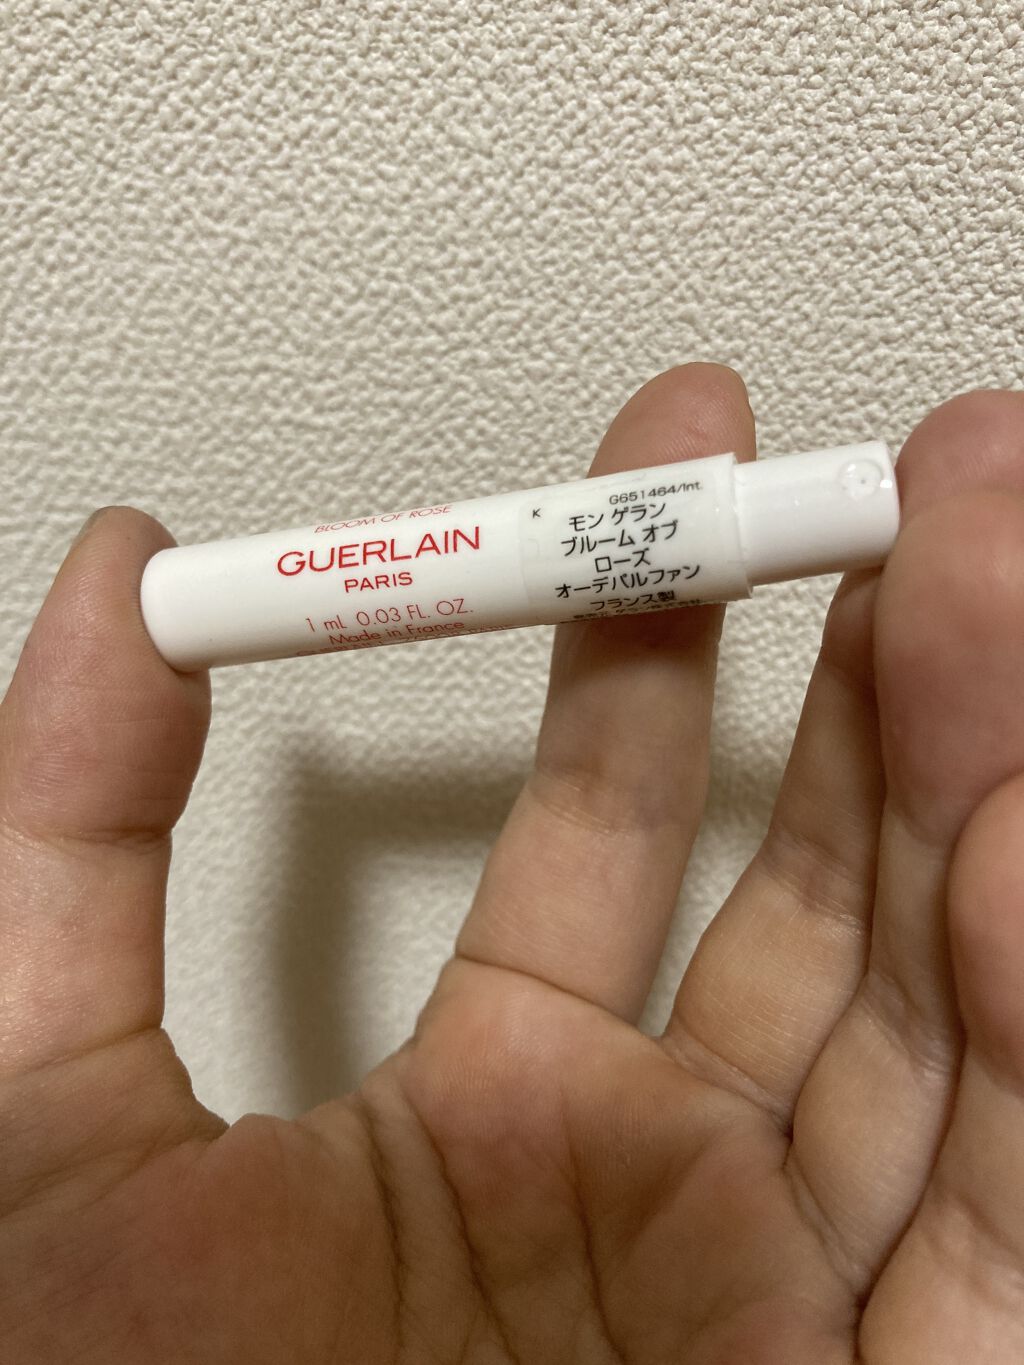 BLOOM OF ROSE
GUERLAIN
PARIS
1 mL 0.03 FL. OZ.
Made in France
K
G651464/Int.
モン ゲラン
ブルーム オブ
ローズ
オーデパルファン
フランス製